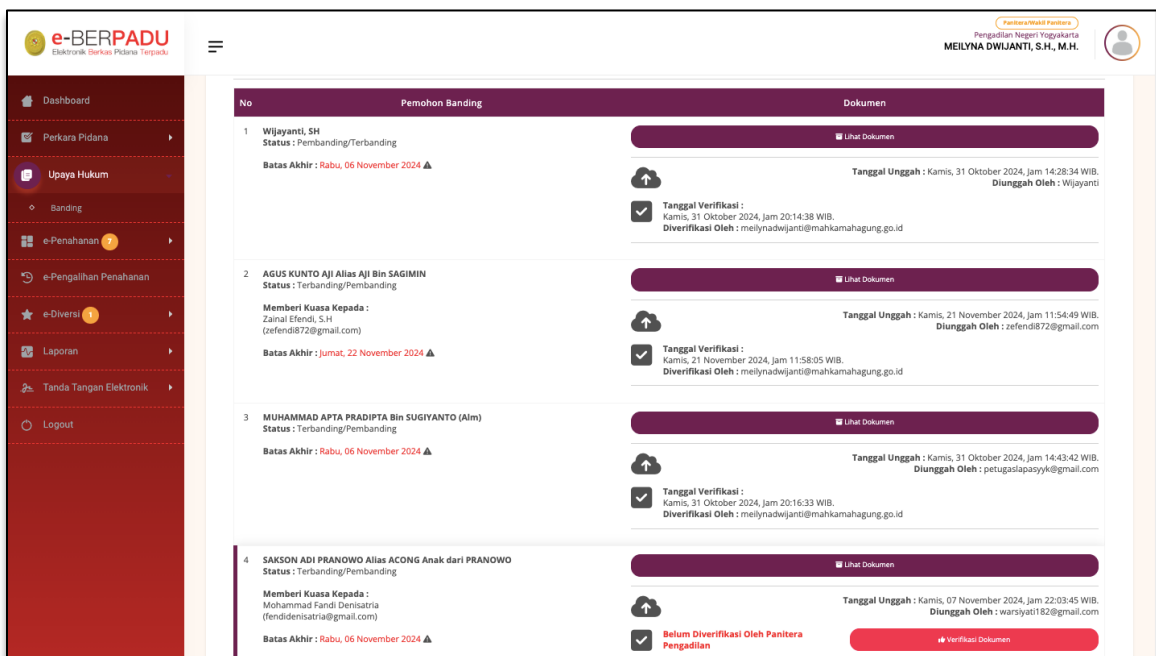 e-BERPADU
Elektronik Berkas Pidana Terpadu
Panitera/Wakil Panitera
Pengadilan Negeri Yogyakarta
MEILYNA DWIJANTI, S.H., M.H.
Dashboard
Perkara Pidana
Upaya Hukum
Banding
e-Penahanan 7
e-Pengalihan Penahanan
e-Diversi 1
Laporan
Tanda Tangan Elektronik
Logout
No Pemohon Banding Dokumen
1 Wijayanti, SH
Status : Pembanding/Terbanding
Batas Akhir : Rabu, 06 November 2024
Lihat Dokumen
Tanggal Unggah : Kamis, 31 Oktober 2024, Jam 14:28:34 WIB.
Diunggah Oleh : Wijayanti
Tanggal Verifikasi :
Kamis, 31 Oktober 2024, Jam 20:14:38 WIB.
Diverifikasi Oleh : meilynadwijanti@mahkamahagung.go.id
2 AGUS KUNTO AJI Alias AJI Bin SAGIMIN
Status : Terbanding/Pembanding
Memberi Kuasa Kepada :
Zainal Efendi, S.H
(zefendi872@gmail.com)
Batas Akhir : Jumat, 22 November 2024
Lihat Dokumen
Tanggal Unggah : Kamis, 21 November 2024, Jam 11:54:49 WIB.
Diunggah Oleh : zefendi872@gmail.com
Tanggal Verifikasi :
Kamis, 21 November 2024, Jam 11:58:05 WIB.
Diverifikasi Oleh : meilynadwijanti@mahkamahagung.go.id
3 MUHAMMAD APTA PRADIPTA Bin SUGIYANTO (Alm)
Status : Terbanding/Pembanding
Batas Akhir : Rabu, 06 November 2024
Lihat Dokumen
Tanggal Unggah : Kamis, 31 Oktober 2024, Jam 14:43:42 WIB.
Diunggah Oleh : petugaslapasyyk@gmail.com
Tanggal Verifikasi :
Kamis, 31 Oktober 2024, Jam 20:16:33 WIB.
Diverifikasi Oleh : meilynadwijanti@mahkamahagung.go.id
4 SAKSON ADI PRANOWO Alias ACONG Anak dari PRANOWO
Status : Terbanding/Pembanding
Memberi Kuasa Kepada :
Mohammad Fandi Denisatria
(fendidenisatria@gmail.com)
Batas Akhir : Rabu, 06 November 2024
Lihat Dokumen
Tanggal Unggah : Kamis, 07 November 2024, Jam 22:03:45 WIB.
Diunggah Oleh : warsiyati182@gmail.com
Belum Diverifikasi Oleh Panitera
Pengadilan
Verifikasi Dokumen